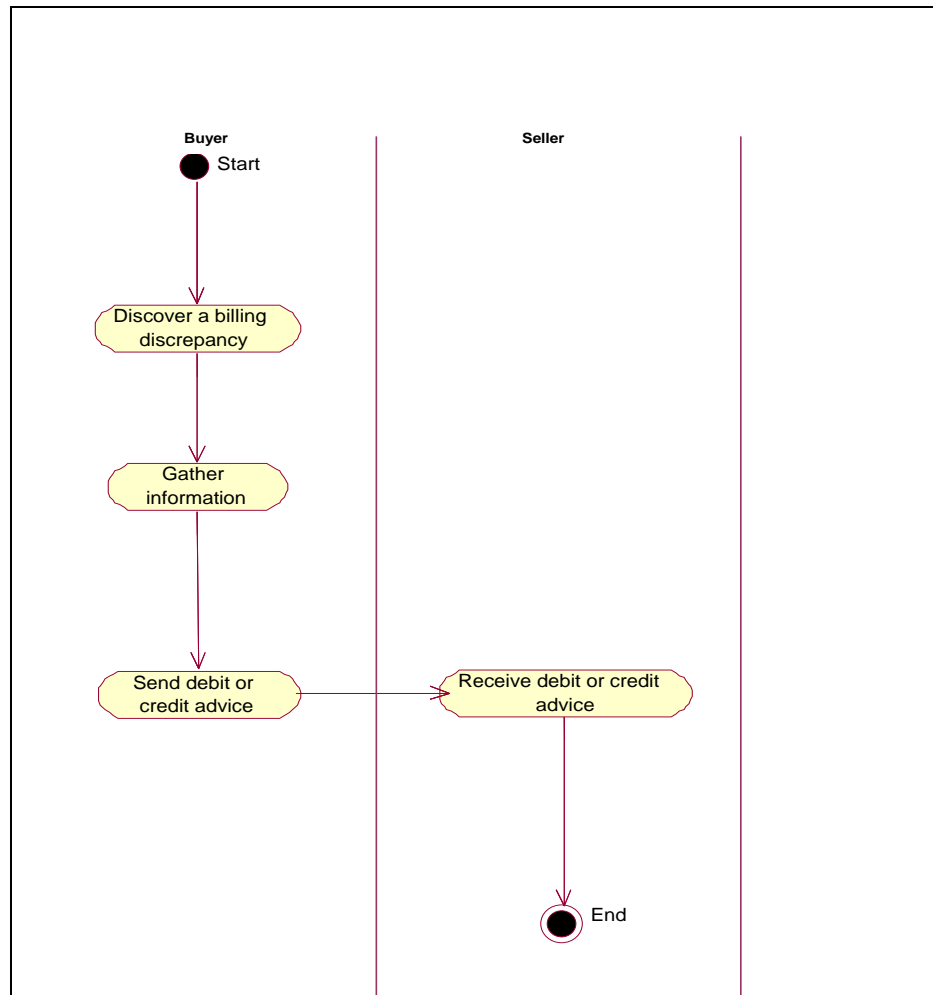 Buyer
Seller
Start
Discover a billing
discrepancy
Gather
information
Send debit or
credit advice
Receive debit or credit
advice
End